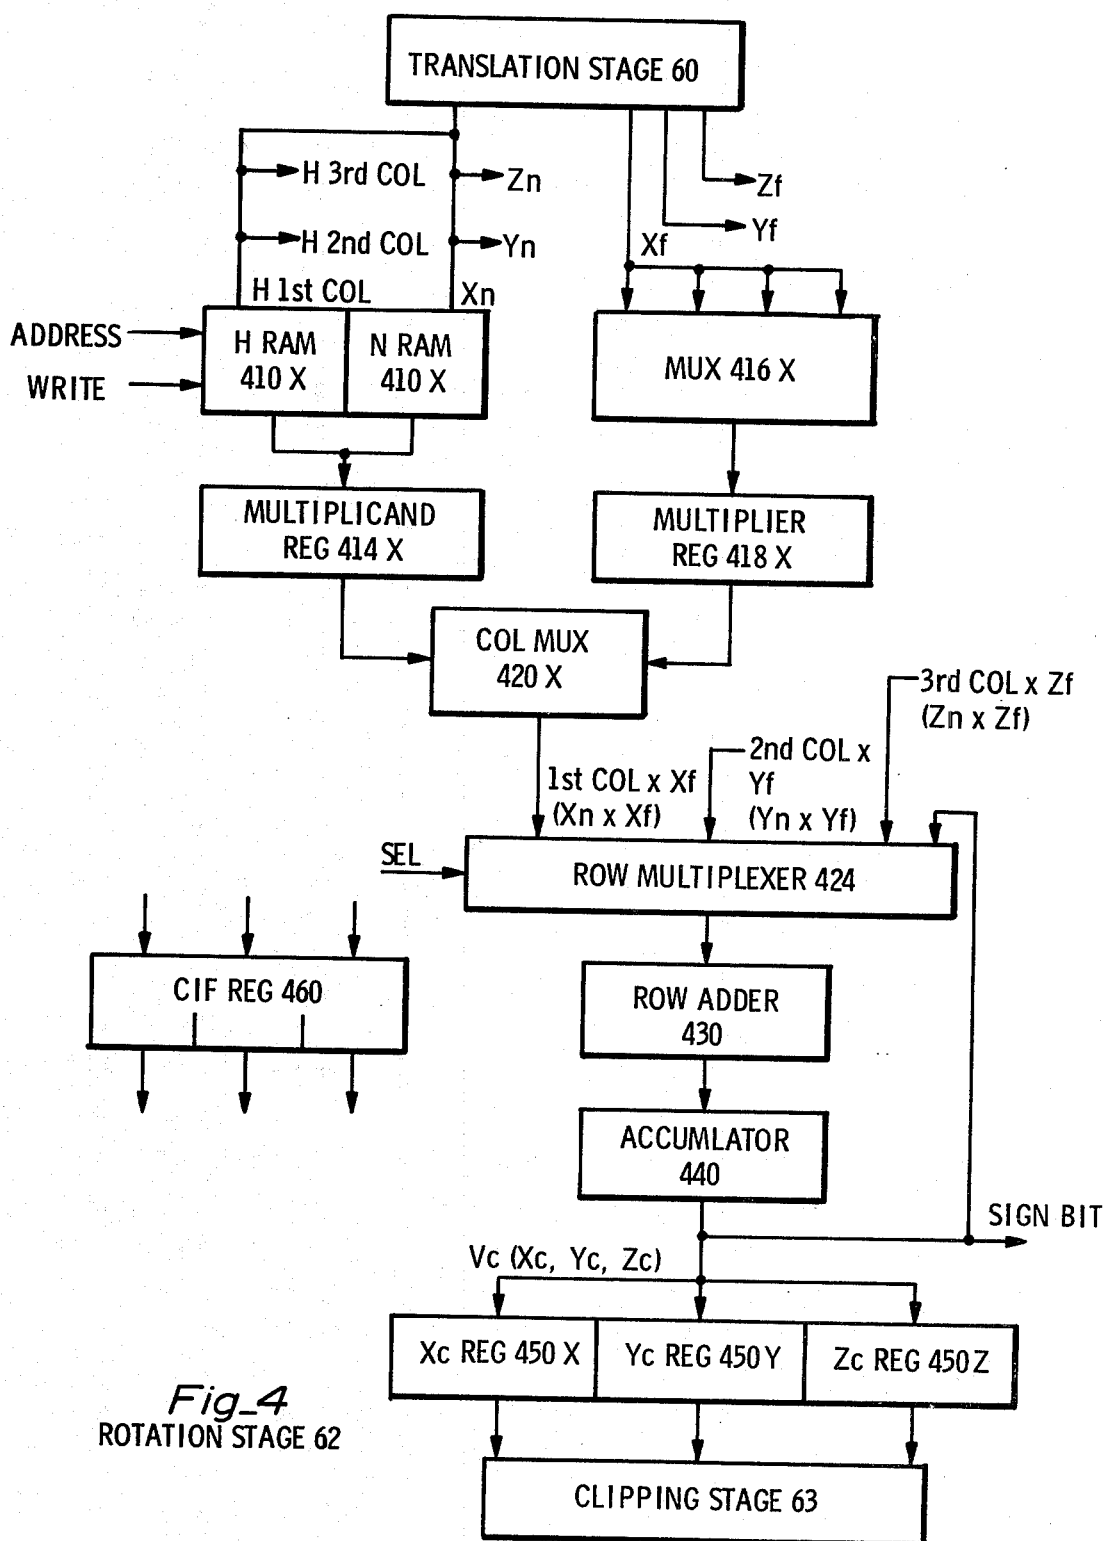 TRANSLATION STAGE 60
H 3rd COL
Zn
Zf
H 2nd COL
Yn
Yf
Xf
H 1st COL
Xn
ADDRESS
WRITE
H RAM
410 X
N RAM
410 X
MUX 416 X
MULTIPLICAND
REG 414 X
MULTIPLIER
REG 418 X
COL MUX
420 X
3rd COL x Zf
(Zn x Zf)
2nd COL x
Yf
(Yn x Yf)
1st COL x Xf
(Xn x Xf)
SEL
ROW MULTIPLEXER 424
CIF REG 460
ROW ADDER
430
ACCUMLATOR
440
SIGN BIT
Vc (Xc, Yc, Zc)
Xc REG 450 X
Yc REG 450 Y
Zc REG 450 Z
Fig_4
ROTATION STAGE 62
CLIPPING STAGE 63